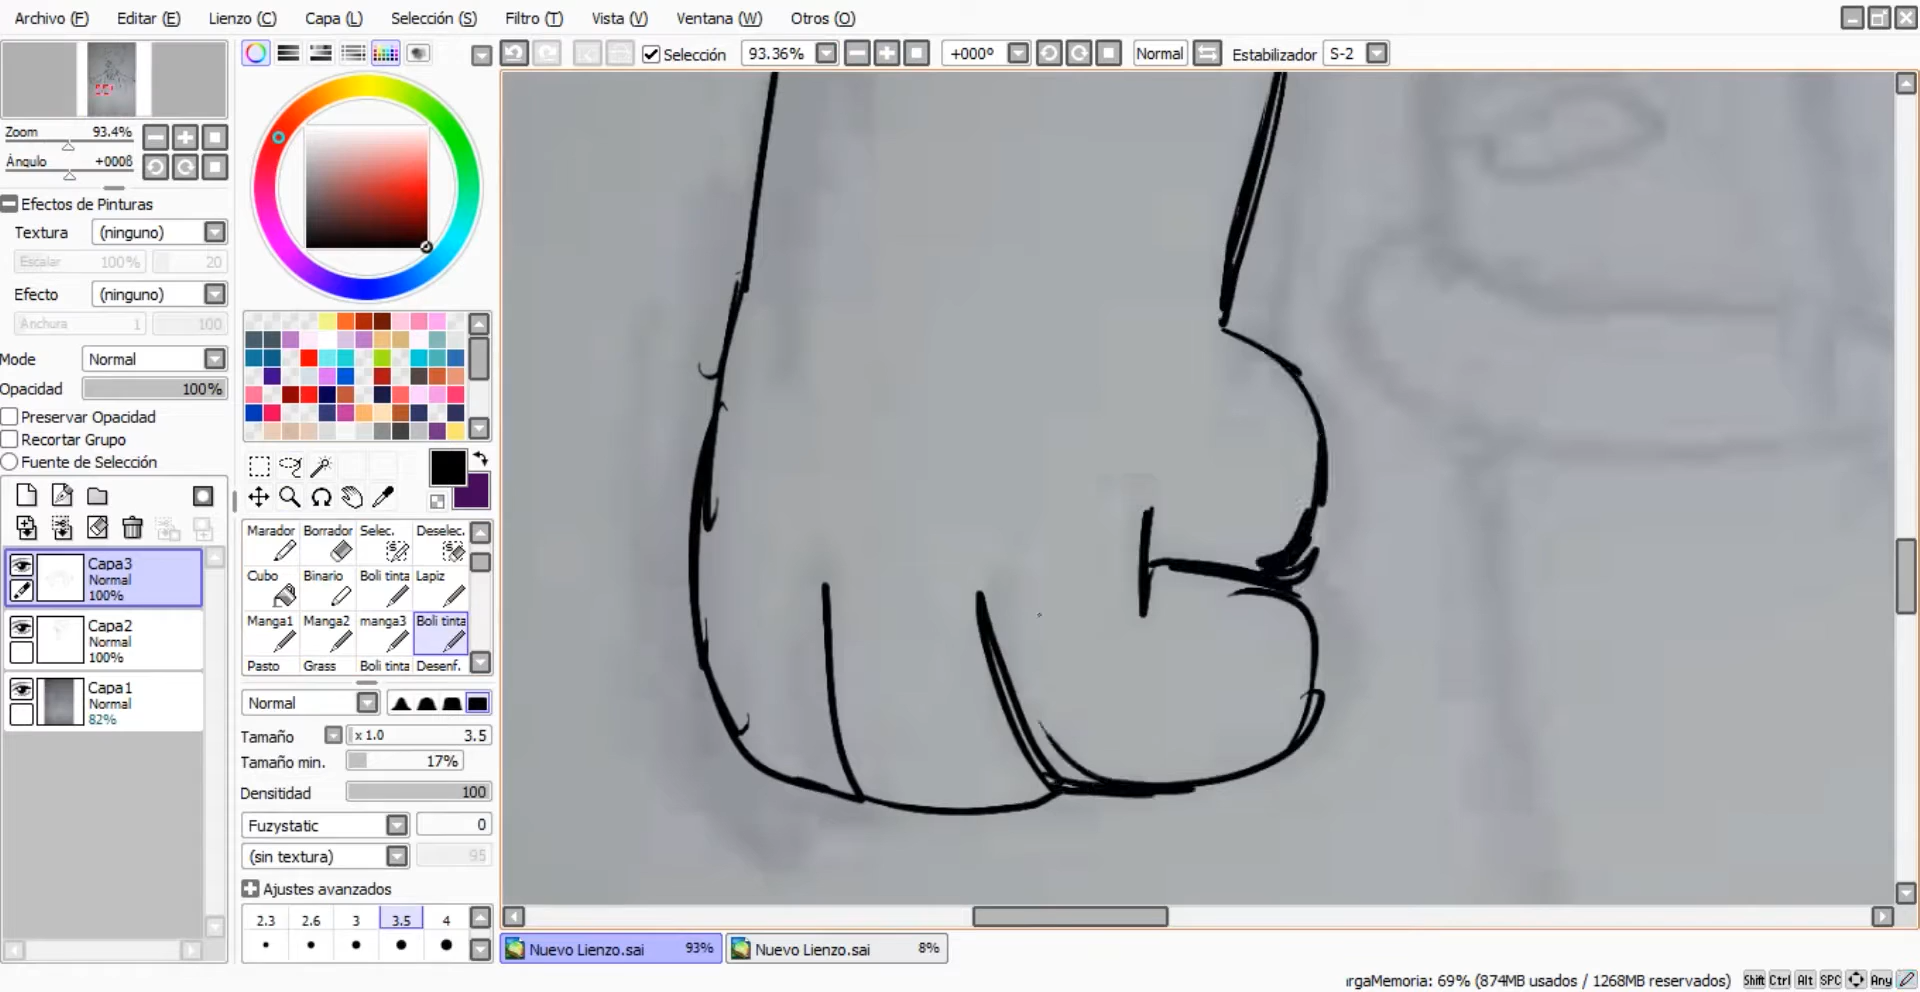 Archivo (F) Editar (E) Lienzo (C) Capa (L) Selección (S) Filtro (T) Vista (V) Ventana (W) Otros (O)
Selección 93.36% +000º Normal Estabilizador S-2
Zoom 93.4%
Ángulo +000ß
Efectos de Pinturas
Textura (ninguno)
Escalar 100% 20
Efecto (ninguno)
Anchura 1 100
Mode Normal
Opacidad 100%
Preservar Opacidad
Recortar Grupo
Fuente de Selección
Capa3
Normal
100%
Capa2
Normal
100%
Capa1
Normal
82%
Marador Borrador Selec. Deselec.
Cubo Binario Boli tinta Lapiz
Manga1 Manga2 manga3 Boli tinta
Pasto Grass Boli tinta Desenf.
Normal
Tamaño x 1.0 3.5
Tamaño min. 17%
Densitidad 100
Fuzystatic 0
(sin textura) 95
Ajustes avanzados
2.3 2.6 3 3.5 4
Nuevo Lienzo.sai 93% Nuevo Lienzo.sai 8%
ırgaMemoria: 69% (874MB usados / 1268MB reservados) Shift Ctrl Alt SPC Any